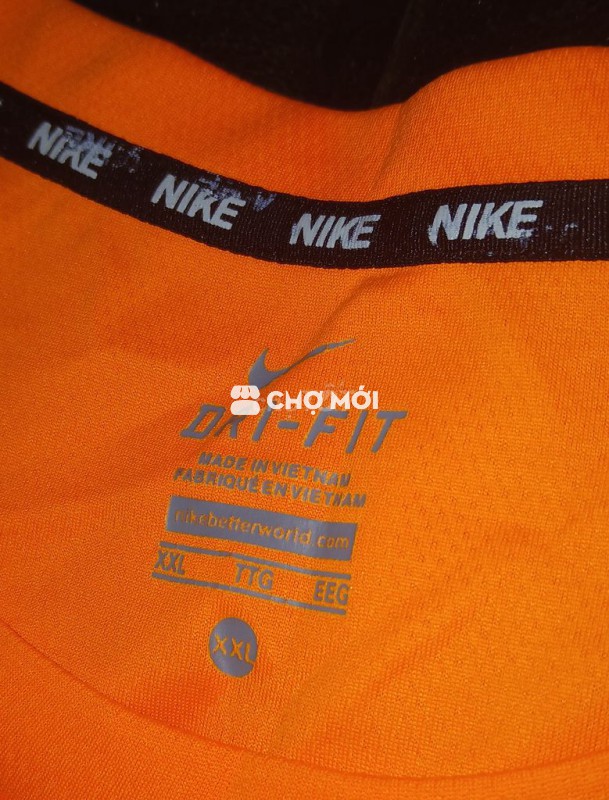 NIKE NIKE NIKE NIKE
CHỢ MỚI
DRI-FIT
MADE IN VIETNAM
FABRIQUÉ EN VIETNAM
nikebetterworld.com
XXL TTG EEG
XXL